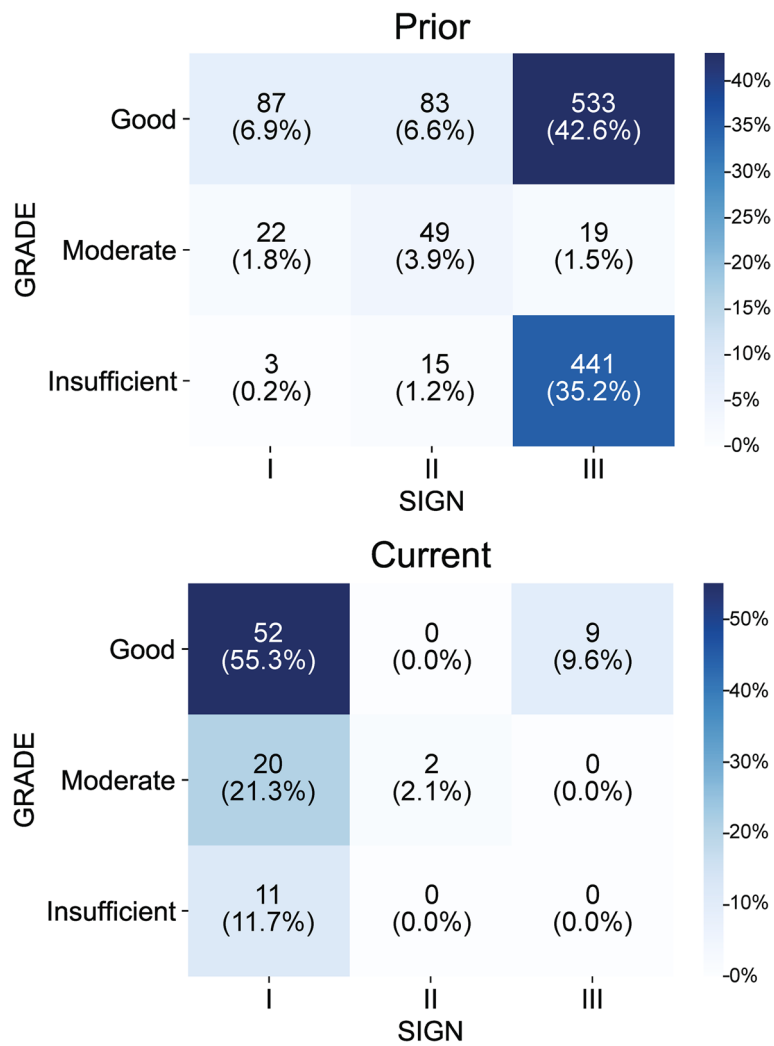 Prior
Good
87
(6.9%)
83
(6.6%)
533
(42.6%)
Moderate
22
(1.8%)
49
(3.9%)
19
(1.5%)
Insufficient
3
(0.2%)
15
(1.2%)
441
(35.2%)
GRADE
I
II
III
SIGN
40%
35%
30%
25%
20%
15%
10%
5%
0%
Current
Good
52
(55.3%)
0
(0.0%)
9
(9.6%)
Moderate
20
(21.3%)
2
(2.1%)
0
(0.0%)
Insufficient
11
(11.7%)
0
(0.0%)
0
(0.0%)
GRADE
I
II
III
SIGN
50%
40%
30%
20%
10%
0%